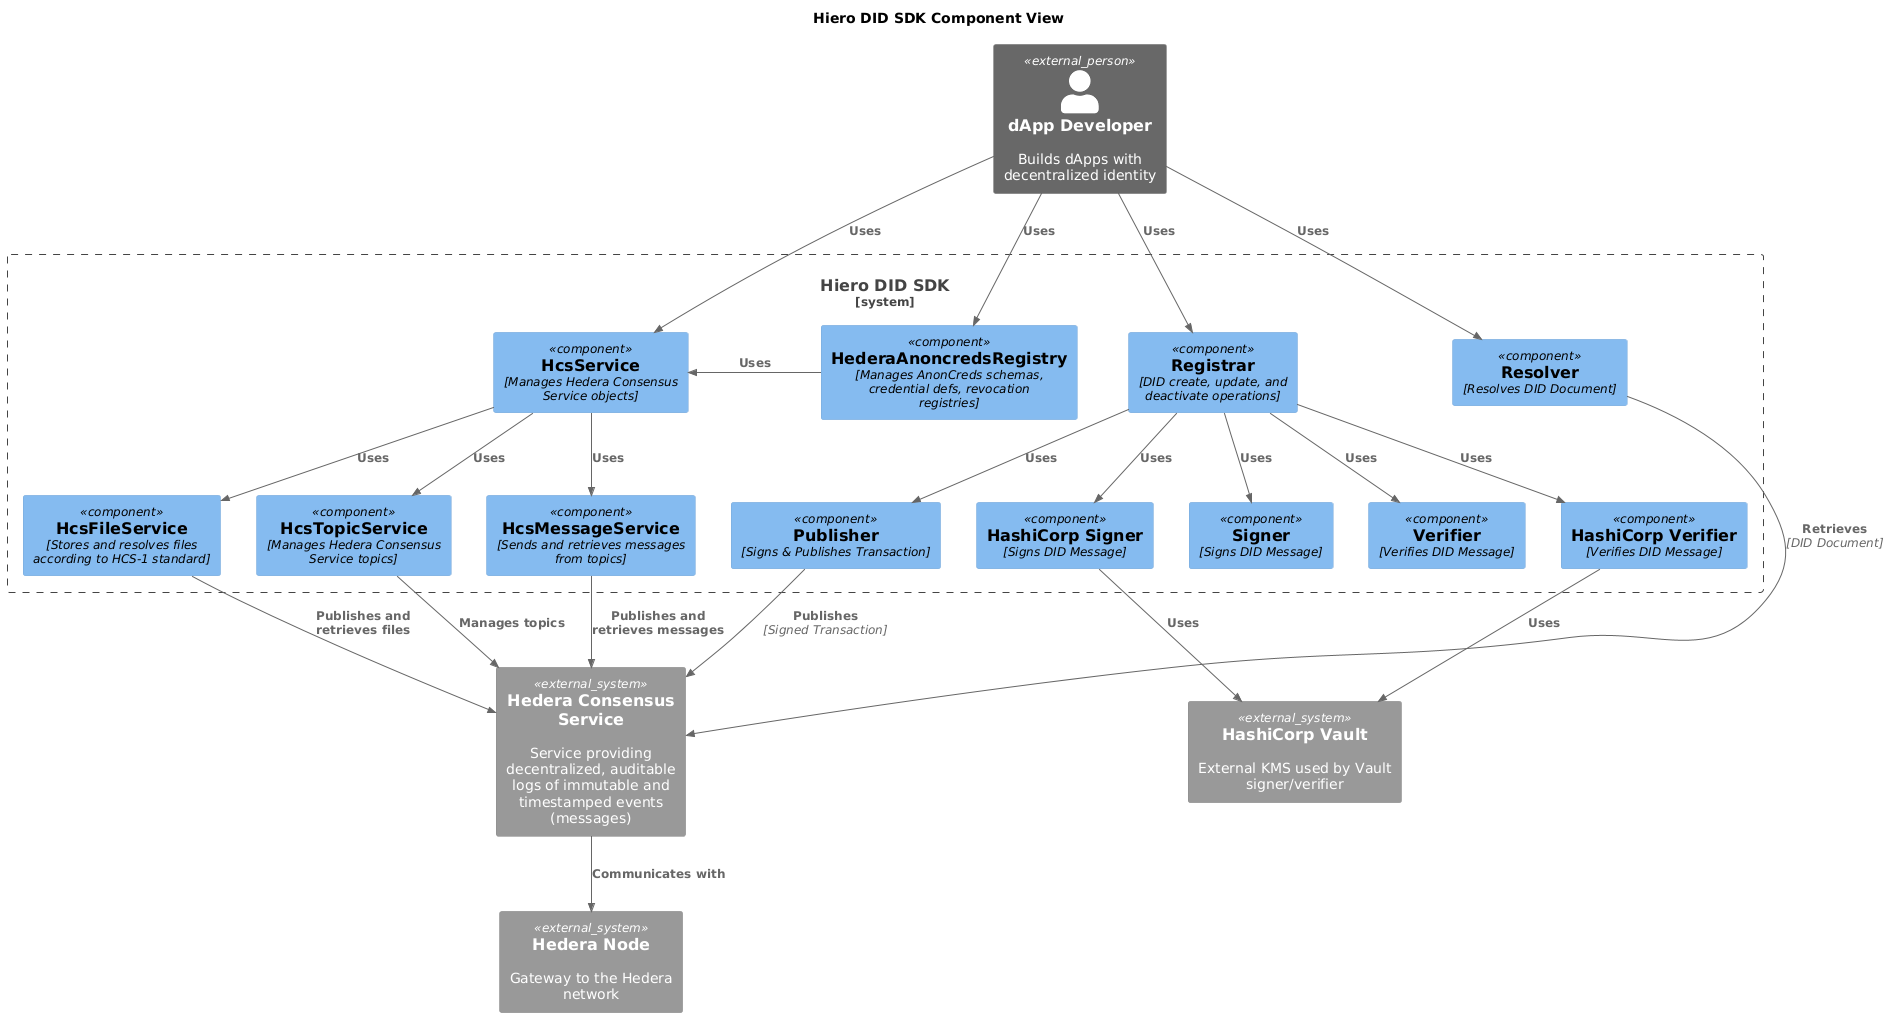 Hiero DID SDK Component View
«external_person»
dApp Developer
Builds dApps with
decentralized identity
Uses
Uses
Uses
Uses
Hiero DID SDK
[system]
«component»
HcsService
[Manages Hedera Consensus
Service objects]
Uses
«component»
HederaAnoncredsRegistry
[Manages AnonCreds schemas,
credential defs, revocation
registries]
«component»
Registrar
[DID create, update, and
deactivate operations]
«component»
Resolver
[Resolves DID Document]
Uses
Uses
Uses
Uses
Uses
Uses
Uses
Uses
«component»
HcsFileService
[Stores and resolves files
according to HCS-1 standard]
«component»
HcsTopicService
[Manages Hedera Consensus
Service topics]
«component»
HcsMessageService
[Sends and retrieves messages
from topics]
«component»
Publisher
[Signs & Publishes Transaction]
«component»
HashiCorp Signer
[Signs DID Message]
«component»
Signer
[Signs DID Message]
«component»
Verifier
[Verifies DID Message]
«component»
HashiCorp Verifier
[Verifies DID Message]
Retrieves
[DID Document]
Publishes and
retrieves files
Manages topics
Publishes and
retrieves messages
Publishes
[Signed Transaction]
Uses
Uses
«external_system»
Hedera Consensus
Service
Service providing
decentralized, auditable
logs of immutable and
timestamped events
(messages)
«external_system»
HashiCorp Vault
External KMS used by Vault
signer/verifier
Communicates with
«external_system»
Hedera Node
Gateway to the Hedera
network